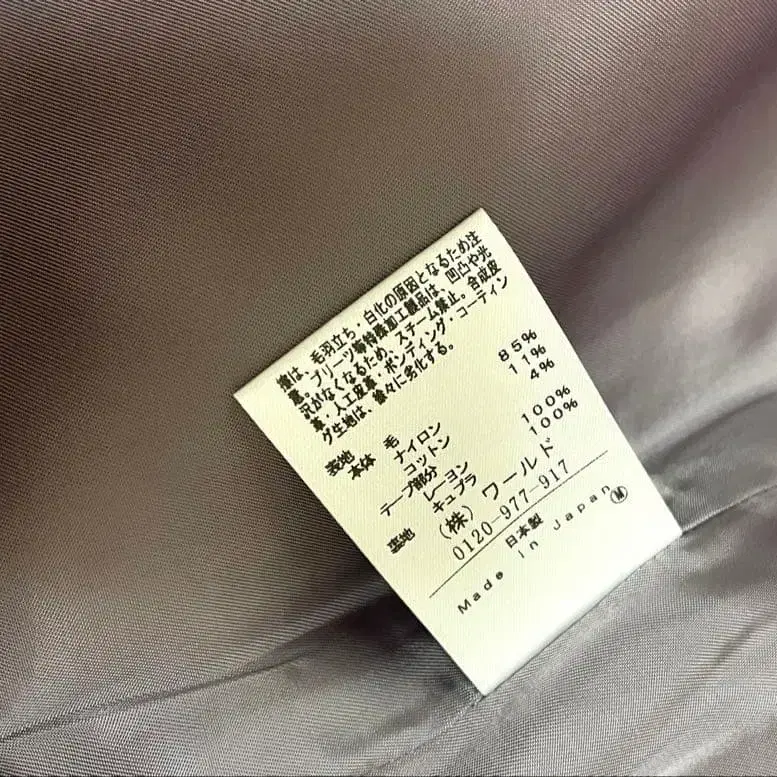 擦は、毛羽立ち・白化の原因となるため注
意。プリーツ等特殊加工製品は、凹凸や光
沢がなくなるため、スチーム禁止。合成皮
革・人工皮革・ボンディング・コーティン
グ生地は、徐々に劣化する。
表地 毛 85%
本体 ナイロン 11%
コットン 4%
テープ部分
レーヨン 100%
裏地 キュプラ 100%
(株) ワールド
0120-977-917
日本製
Made in Japan Ⓜ